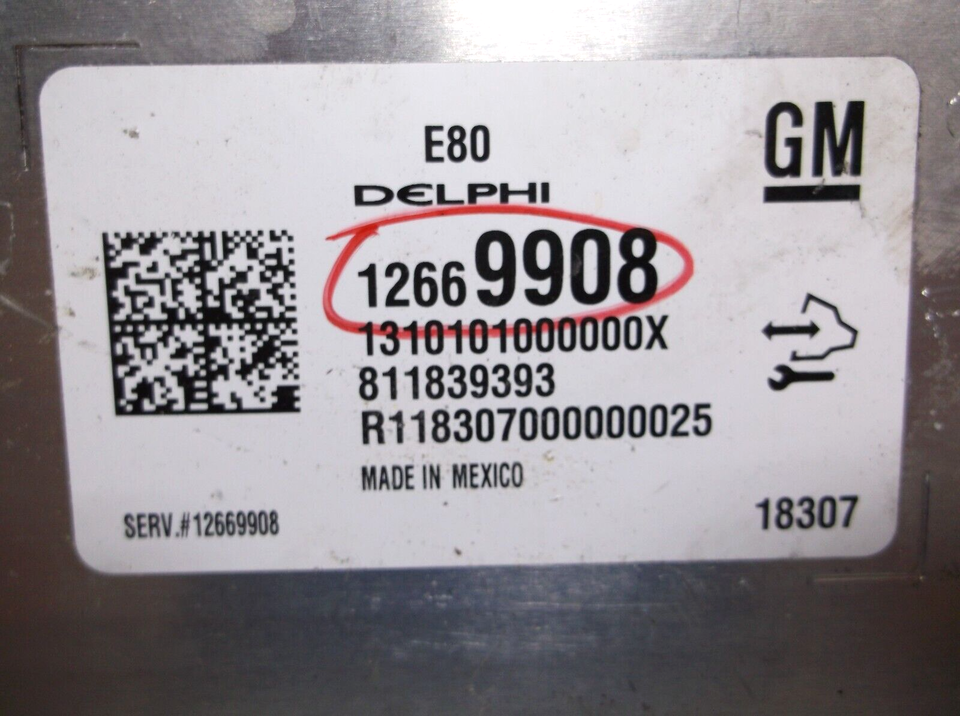 E80
GM
DELPHI
12669908
1310101000000X
811839393
R118307000000025
MADE IN MEXICO
SERV.#12669908
18307